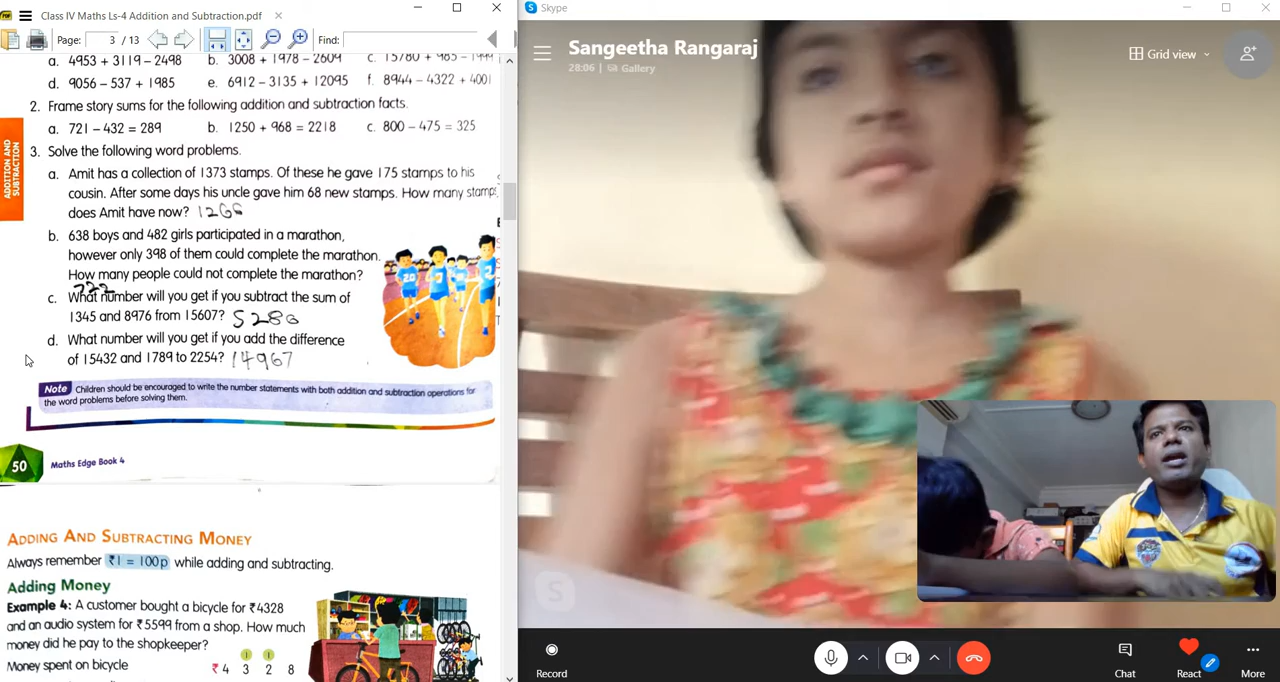 Class IV Maths Ls-4 Addition and Subtraction.pdf
Page: 3 / 13
Find:
a. 4953 + 3119 – 2498 b. 3008 + 1978 – 2609 c. 15780 + 985 – 1999
d. 9056 – 537 + 1985 e. 6912 – 3135 + 12095 f. 8944 – 4322 + 4001
2. Frame story sums for the following addition and subtraction facts.
a. 721 – 432 = 289 b. 1250 + 968 = 2218 c. 800 – 475 = 325
ADDITION AND
SUBTRACTION
3. Solve the following word problems.
a. Amit has a collection of 1373 stamps. Of these he gave 175 stamps to his
cousin. After some days his uncle gave him 68 new stamps. How many stamps
does Amit have now? 1266
b. 638 boys and 482 girls participated in a marathon,
however only 398 of them could complete the marathon.
How many people could not complete the marathon?
722
c. What number will you get if you subtract the sum of
1345 and 8976 from 15607? 5286
d. What number will you get if you add the difference
of 15432 and 1789 to 2254? 14967
Note Children should be encouraged to write the number statements with both addition and subtraction operations for
the word problems before solving them.
50 Maths Edge Book 4
ADDING AND SUBTRACTING MONEY
Always remember ₹1 = 100p while adding and subtracting.
Adding Money
Example 4: A customer bought a bicycle for ₹4328
and an audio system for ₹5599 from a shop. How much
money did he pay to the shopkeeper?
1 1
Money spent on bicycle ₹ 4 3 2 8
Skype
Sangeetha Rangaraj
28:06 | Gallery
Grid view
Record
Chat
React
More